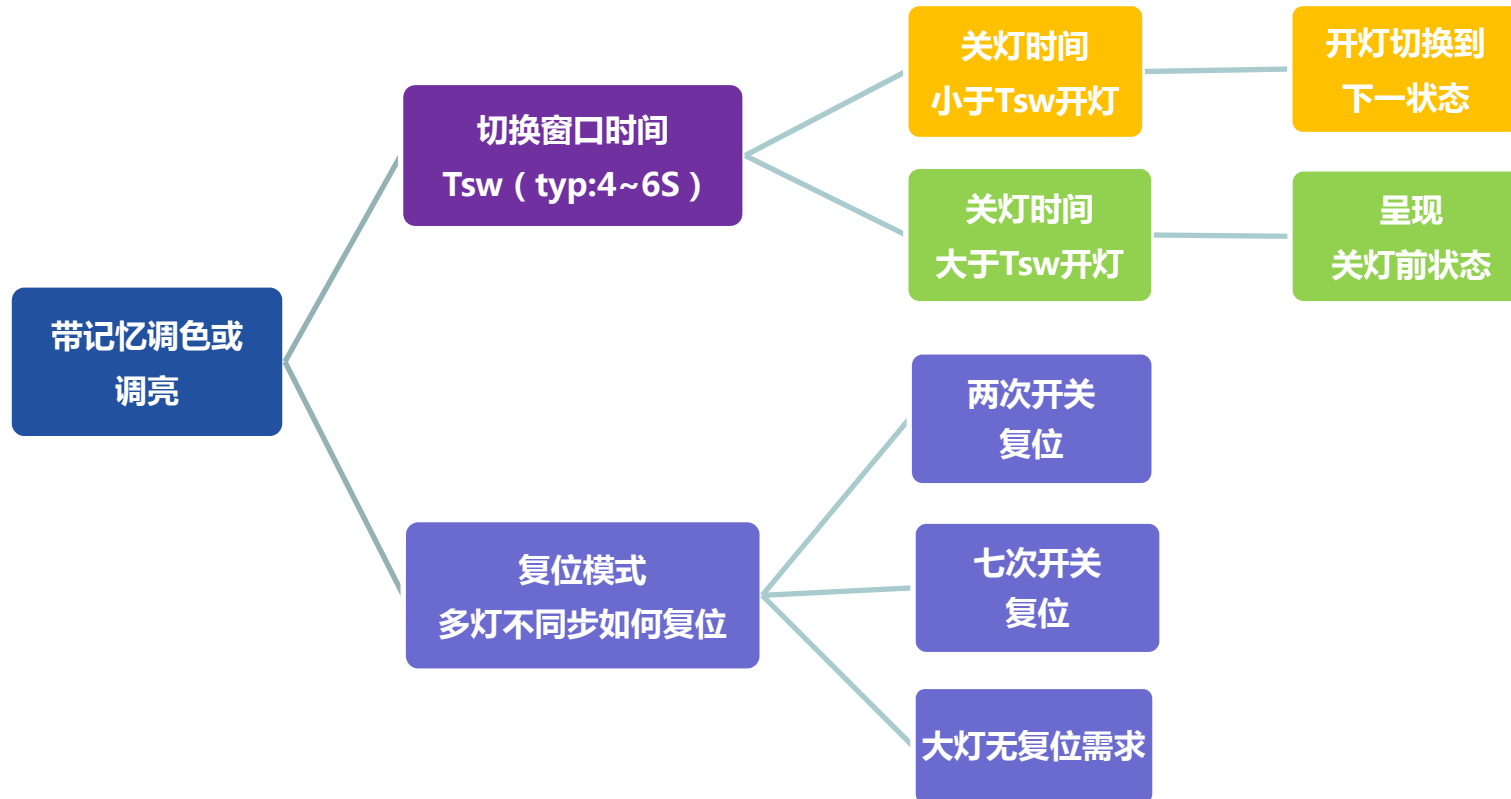 带记忆调色或
调亮
切换窗口时间
Tsw（typ:4~6S）
关灯时间
小于Tsw开灯
开灯切换到
下一状态
关灯时间
大于Tsw开灯
呈现
关灯前状态
复位模式
多灯不同步如何复位
两次开关
复位
七次开关
复位
大灯无复位需求